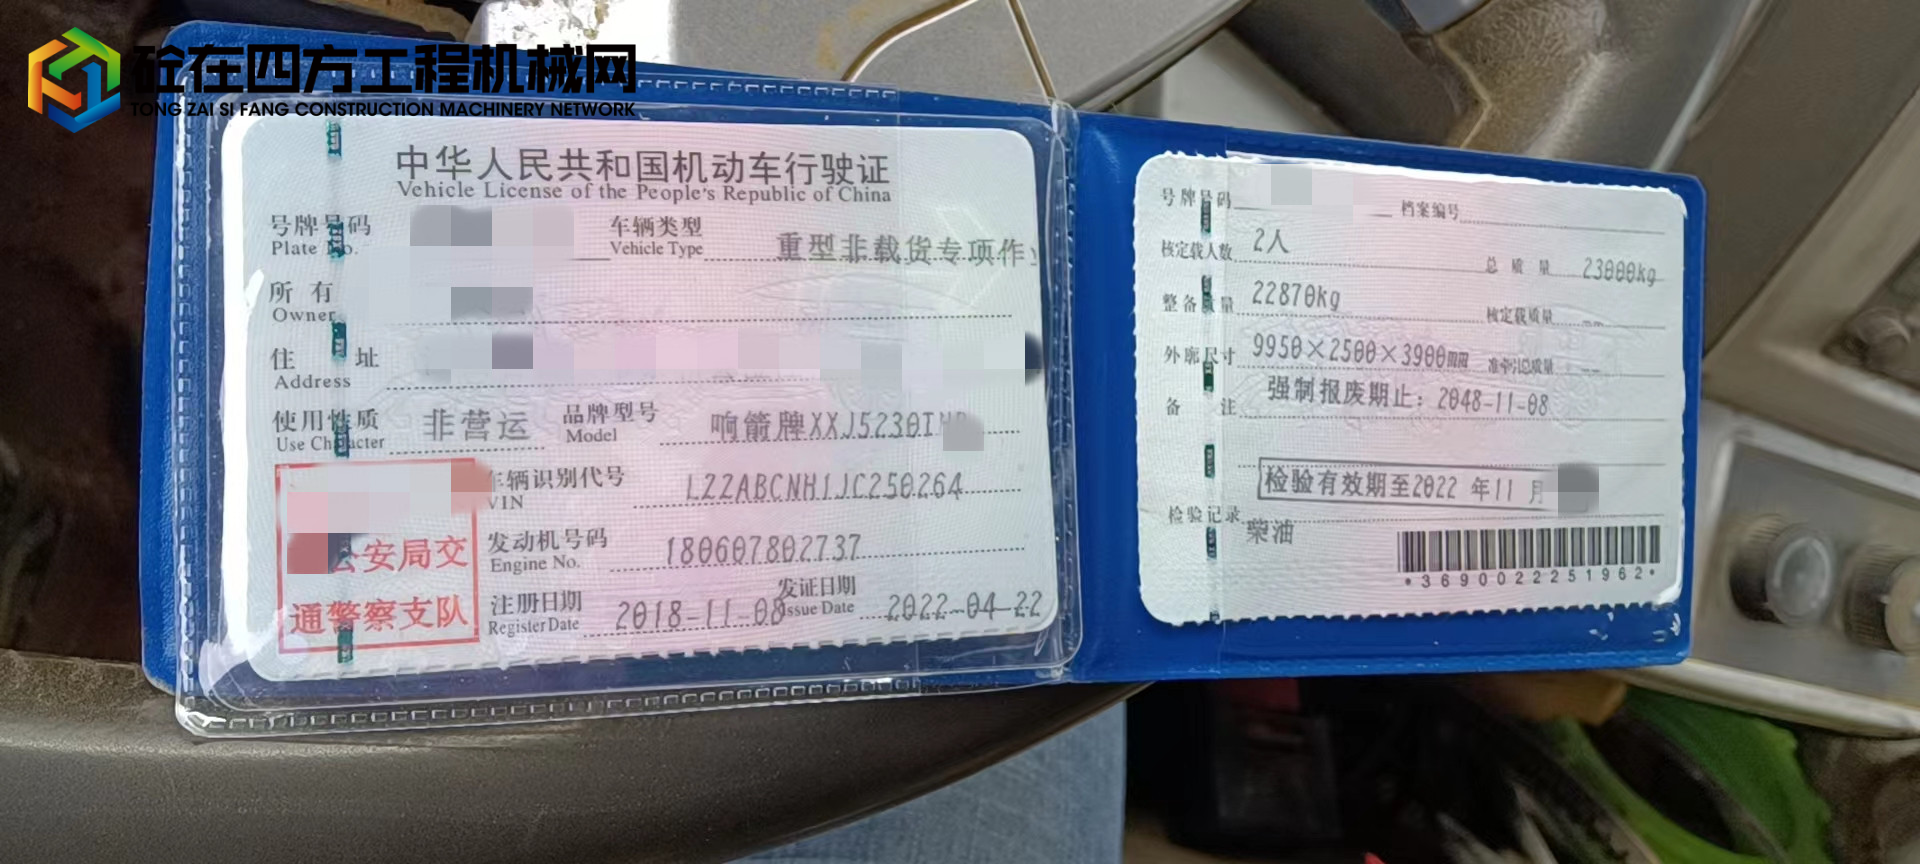 砼在四方工程机械网
TONG ZAI SI FANG CONSTRUCTION MACHINERY NETWORK
中华人民共和国机动车行驶证
Vehicle License of the People's Republic of China
号牌号码
Plate No.
车辆类型
Vehicle Type
重型非载货专项作
所有
Owner
住址
Address
使用性质
Use Character
非营运
品牌型号
Model
响箭牌XXJ5230T
车辆识别代号
VIN
LZZABCNH1JC250264
发动机号码
Engine No.
180607802737
注册日期
Register Date
2018-11-08
发证日期
Issue Date
2022-04-22
公安局交
通警察支队
号牌号码
档案编号
核定载人数
2人
总质量
23000kg
整备质量
22870kg
核定载质量
--
外廓尺寸
9950×2500×3900mm
准牵引总质量
--
备注
强制报废期止：2048-11-08
检验有效期至2022 年11 月
检验记录
柴油
*3690022251962*